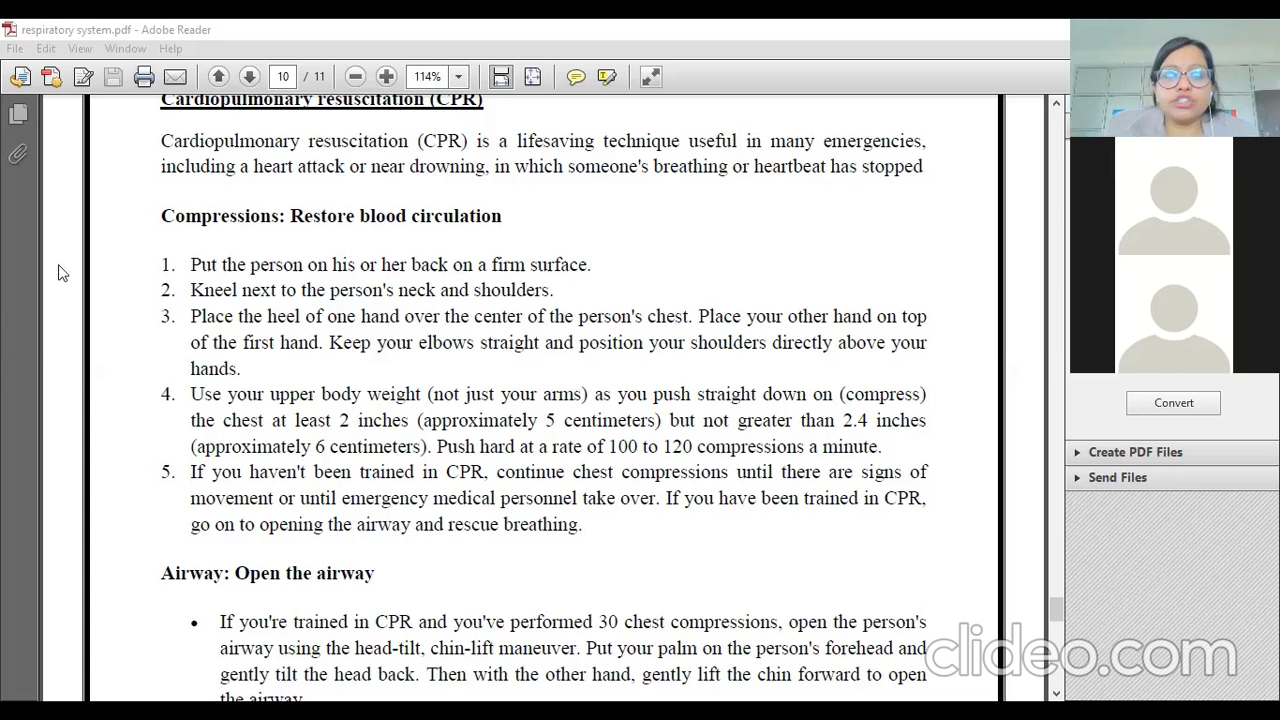 respiratory system.pdf - Adobe Reader
File Edit View Window Help
10 / 11 114%
Cardiopulmonary resuscitation (CPR)
Cardiopulmonary resuscitation (CPR) is a lifesaving technique useful in many emergencies,
including a heart attack or near drowning, in which someone's breathing or heartbeat has stopped
Compressions: Restore blood circulation
1. Put the person on his or her back on a firm surface.
2. Kneel next to the person's neck and shoulders.
3. Place the heel of one hand over the center of the person's chest. Place your other hand on top
of the first hand. Keep your elbows straight and position your shoulders directly above your
hands.
4. Use your upper body weight (not just your arms) as you push straight down on (compress)
the chest at least 2 inches (approximately 5 centimeters) but not greater than 2.4 inches
(approximately 6 centimeters). Push hard at a rate of 100 to 120 compressions a minute.
5. If you haven't been trained in CPR, continue chest compressions until there are signs of
movement or until emergency medical personnel take over. If you have been trained in CPR,
go on to opening the airway and rescue breathing.
Airway: Open the airway
• If you're trained in CPR and you've performed 30 chest compressions, open the person's
airway using the head-tilt, chin-lift maneuver. Put your palm on the person's forehead and
gently tilt the head back. Then with the other hand, gently lift the chin forward to open
the airway.
Convert
Create PDF Files
Send Files
clideo.com